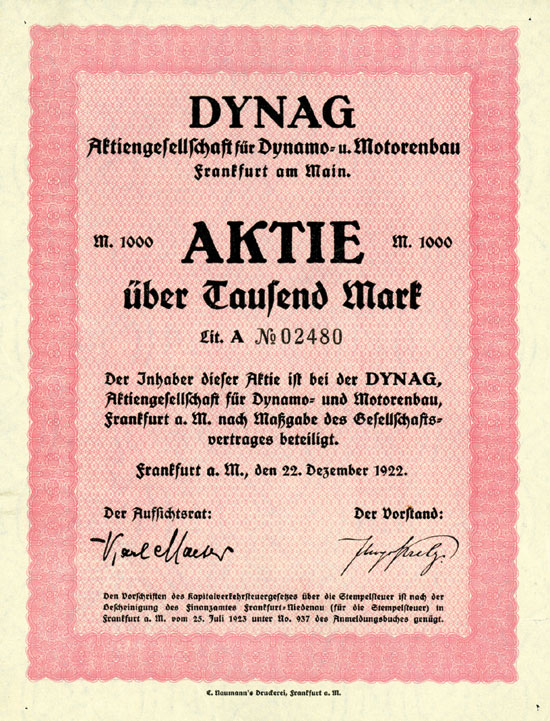 DYNAG
Aktiengesellschaft für Dynamo- u. Motorenbau
Frankfurt am Main.
M. 1000 AKTIE M. 1000
über Tausend Mark
Lit. A № 02480
Der Inhaber dieser Aktie ist bei der DYNAG,
Aktiengesellschaft für Dynamo- und Motorenbau,
Frankfurt a. M. nach Maßgabe des Gesellschafts-
vertrages beteiligt.
Frankfurt a. M., den 22. Dezember 1922.
Der Aufsichtsrat: Der Vorstand:
Den Vorschriften des Kapitalverkehrsteuergesetzes über die Stempelsteuer ist nach der
Bescheinigung des Finanzamtes Frankfurt-Niedenau (für die Stempelsteuer) in
Frankfurt a. M. vom 25. Juli 1923 unter No. 937 des Anmeldungsbuches genügt.
C. Naumann's Druckerei, Frankfurt a. M.